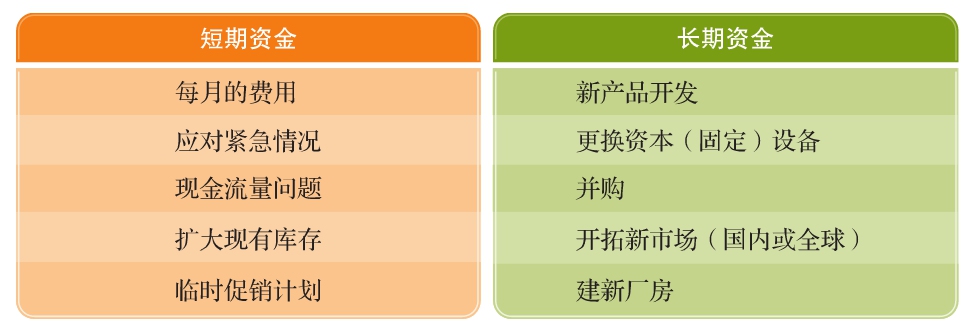 短期资金
长期资金
每月的费用
新产品开发
应对紧急情况
更换资本（固定）设备
现金流量问题
并购
扩大现有库存
开拓新市场（国内或全球）
临时促销计划
建新厂房